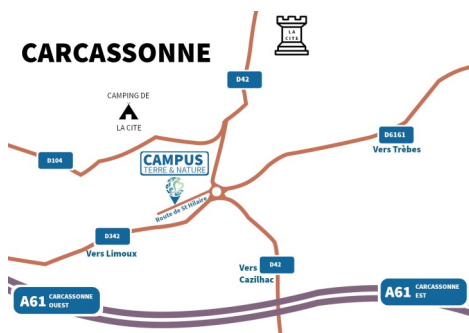 LA
CITE
CARCASSONNE
D42
CAMPING DE
LA CITE
D6161
Vers Trèbes
D104
CAMPUS
TERRE & NATURE
Route de St Hilaire
D342
Vers Limoux
Vers
Cazilhac
D42
A61 CARCASSONNE
OUEST
A61 CARCASSONNE
EST